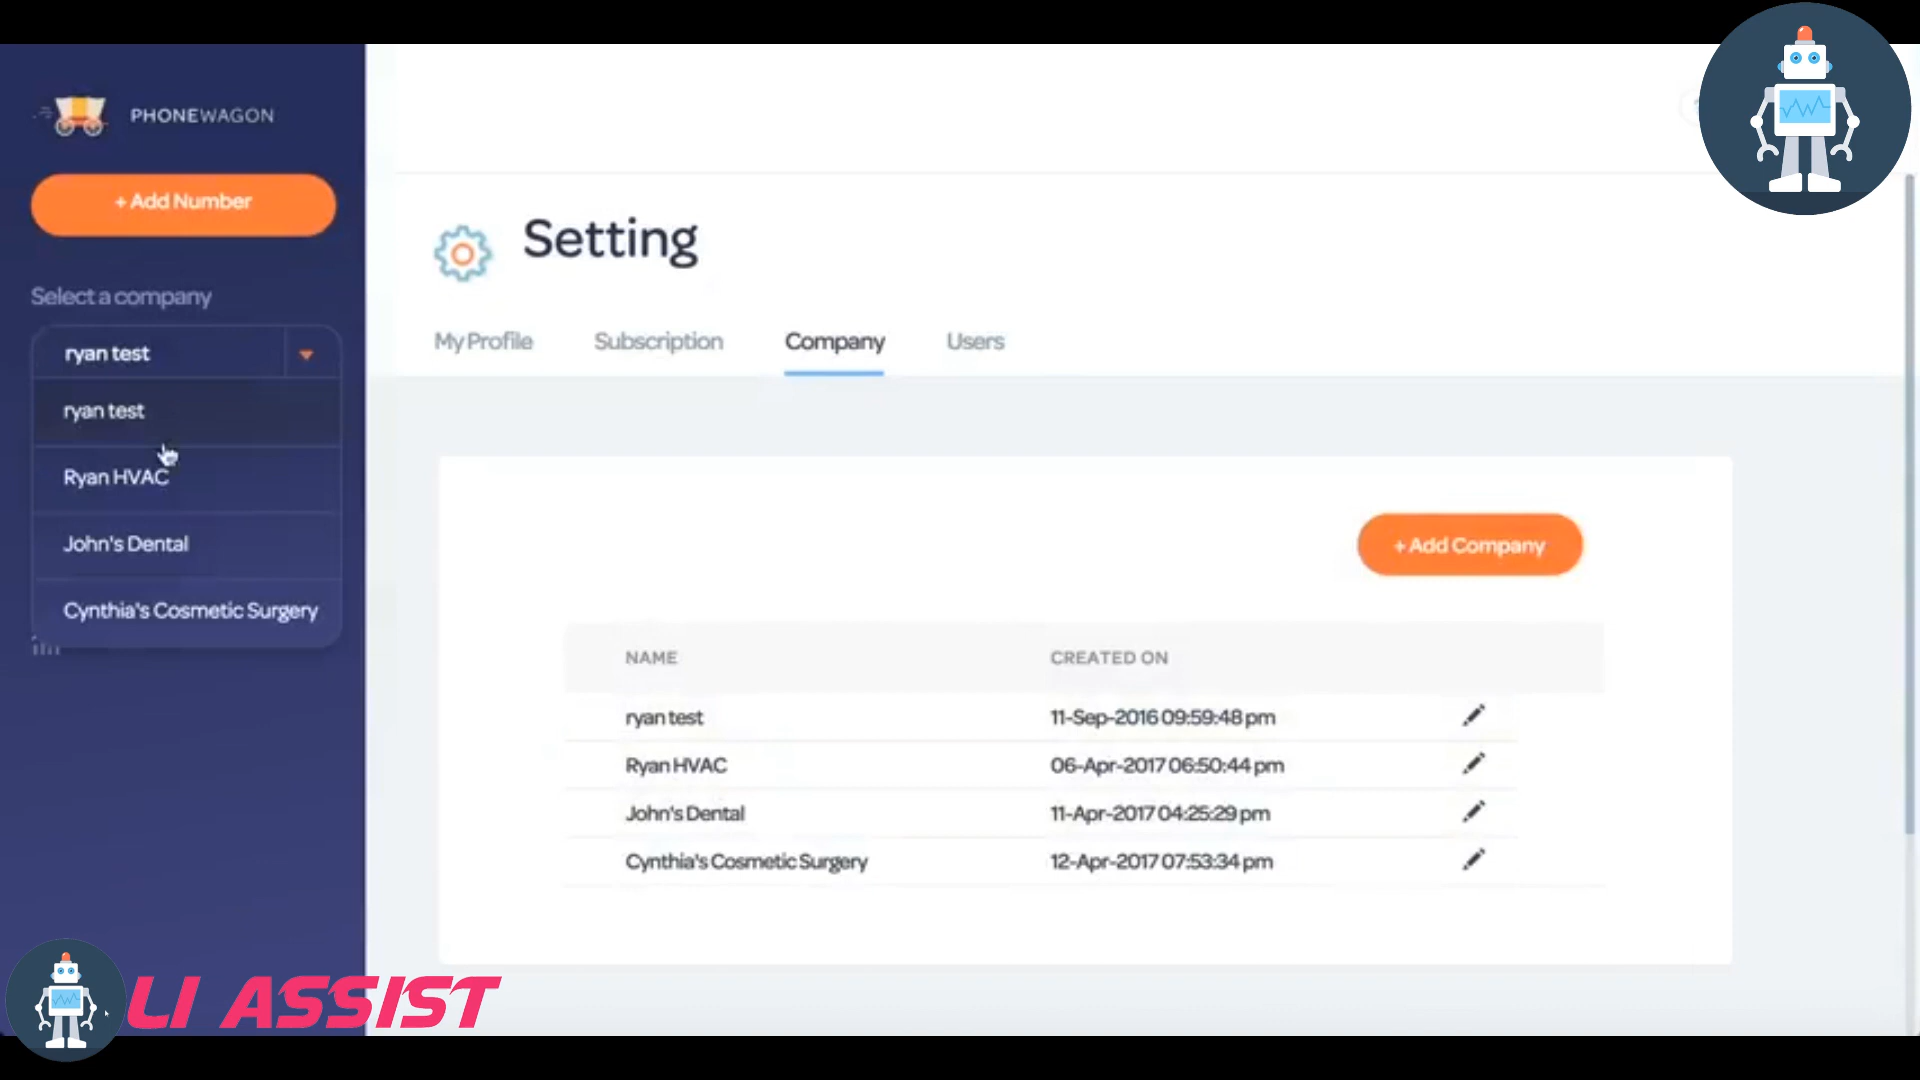 PHONEWAGON
+ Add Number
Select a company
ryan test
ryan test
Ryan HVAC
John's Dental
Cynthia's Cosmetic Surgery
Setting
My Profile Subscription Company Users
+ Add Company
NAME CREATED ON
ryan test 11-Sep-2016 09:59:48 pm
Ryan HVAC 06-Apr-2017 06:50:44 pm
John's Dental 11-Apr-2017 04:25:29 pm
Cynthia's Cosmetic Surgery 12-Apr-2017 07:53:34 pm
LI ASSIST